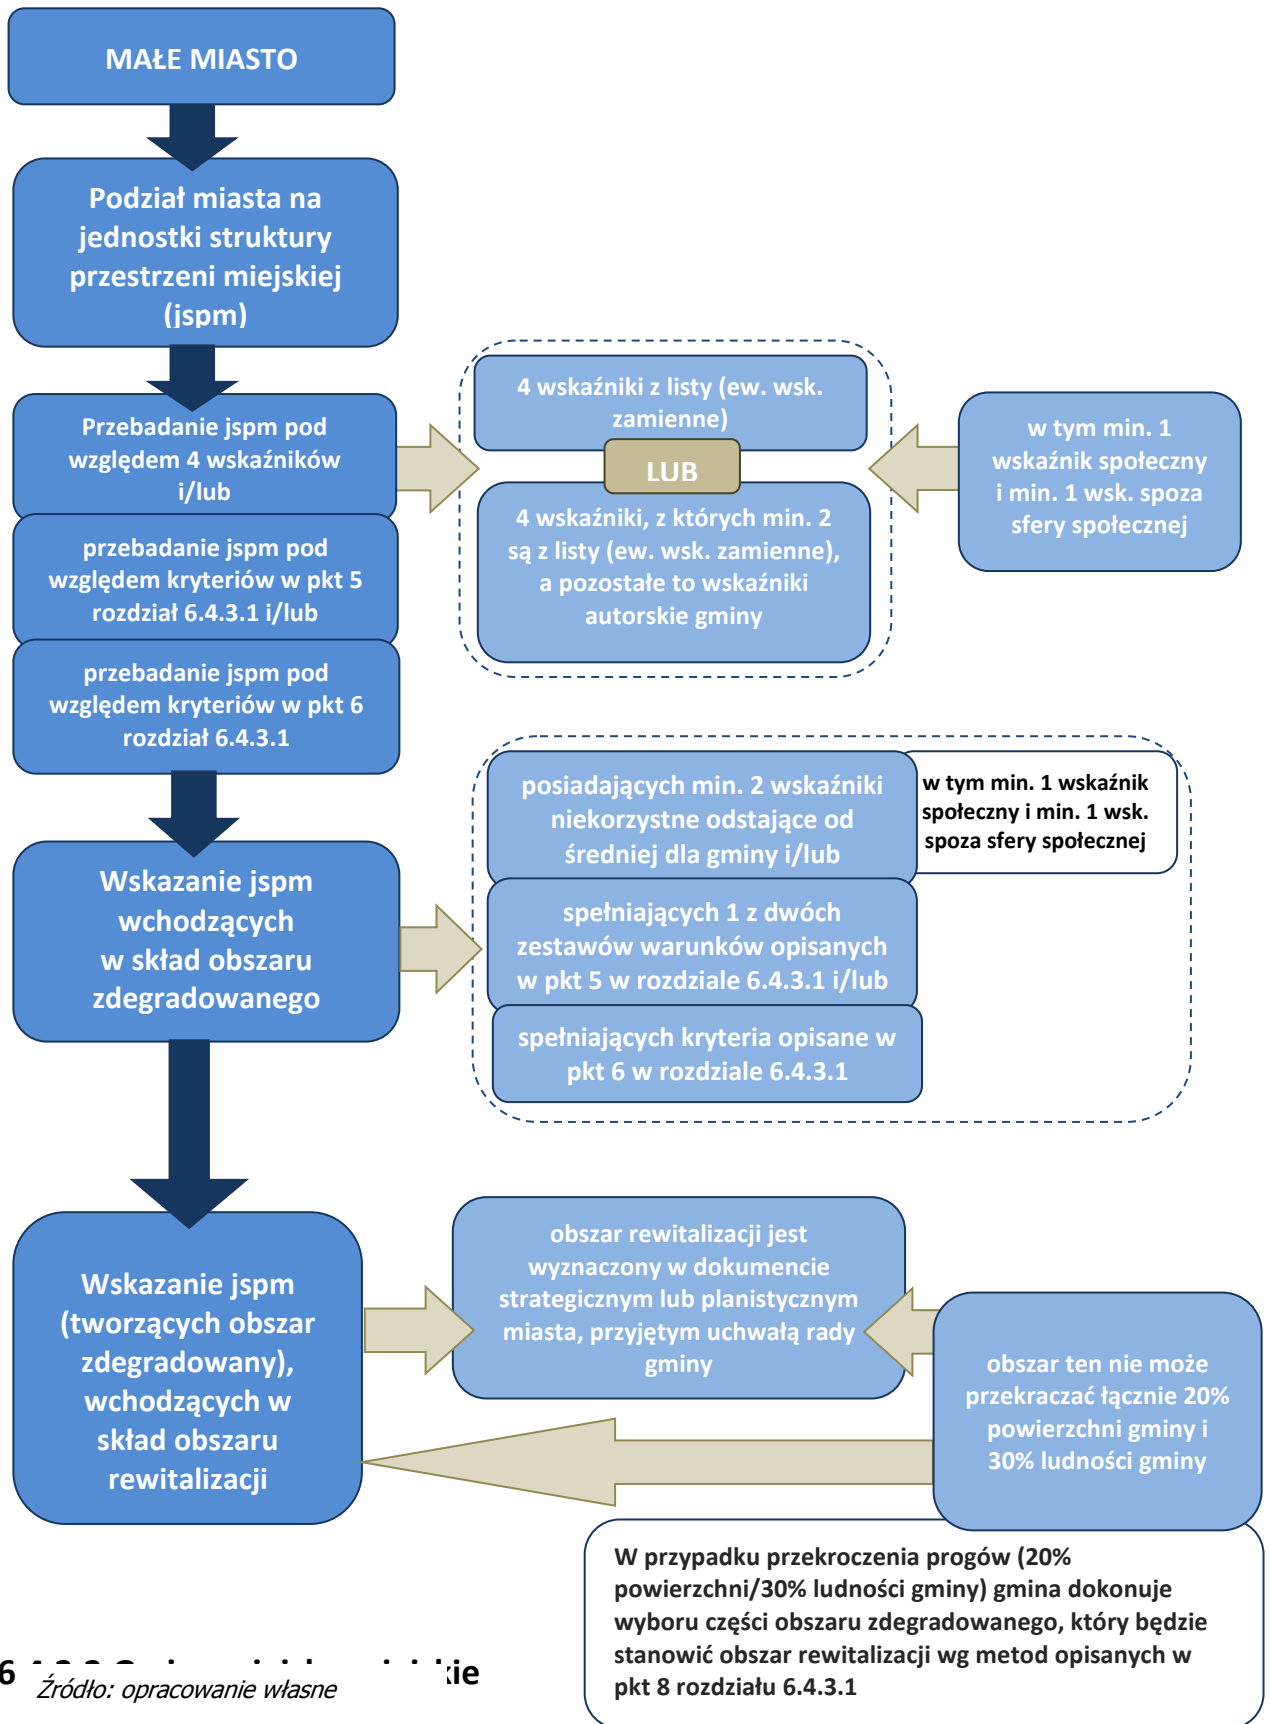 MAŁE MIASTO
Podział miasta na
jednostki struktury
przestrzeni miejskiej
(jspm)
Przebadanie jspm pod
względem 4 wskaźników
i/lub
przebadanie jspm pod
względem kryteriów w pkt 5
rozdział 6.4.3.1 i/lub
przebadanie jspm pod
względem kryteriów w pkt 6
rozdział 6.4.3.1
4 wskaźniki z listy (ew. wsk.
zamienne)
LUB
4 wskaźniki, z których min. 2
są z listy (ew. wsk. zamienne),
a pozostałe to wskaźniki
autorskie gminy
w tym min. 1
wskaźnik społeczny
i min. 1 wsk. spoza
sfery społecznej
Wskazanie jspm
wchodzących
w skład obszaru
zdegradowanego
posiadających min. 2 wskaźniki
niekorzystne odstające od
średniej dla gminy i/lub
w tym min. 1 wskaźnik
społeczny i min. 1 wsk.
spoza sfery społecznej
spełniających 1 z dwóch
zestawów warunków opisanych
w pkt 5 w rozdziale 6.4.3.1 i/lub
spełniających kryteria opisane w
pkt 6 w rozdziale 6.4.3.1
Wskazanie jspm
(tworzących obszar
zdegradowany),
wchodzących w
skład obszaru
rewitalizacji
obszar rewitalizacji jest
wyznaczony w dokumencie
strategicznym lub planistycznym
miasta, przyjętym uchwałą rady
gminy
obszar ten nie może
przekraczać łącznie 20%
powierzchni gminy i
30% ludności gminy
W przypadku przekroczenia progów (20%
powierzchni/30% ludności gminy) gmina dokonuje
wyboru części obszaru zdegradowanego, który będzie
stanowić obszar rewitalizacji wg metod opisanych w
pkt 8 rozdziału 6.4.3.1
Źródło: opracowanie własne